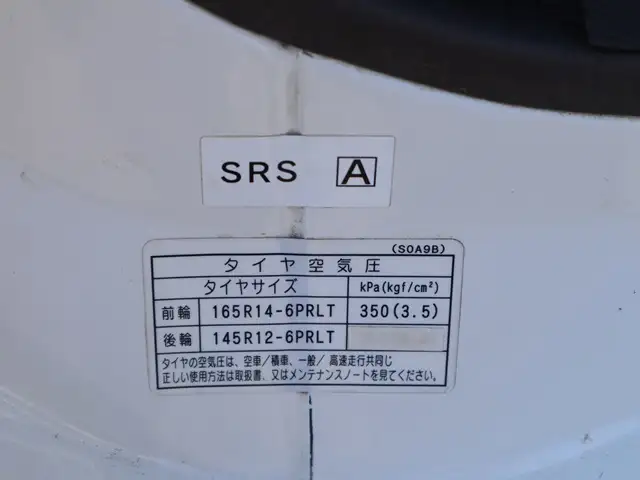 SRS A
(S0A9B)
タイヤ空気圧
タイヤサイズ kPa(kgf/cm²)
前輪 165R14-6PRLT 350(3.5)
後輪 145R12-6PRLT
タイヤの空気圧は、空車/積車、一般/高速走行共同じ
正しい使用方法は取扱書、又はメンテナンスノートを見てください。